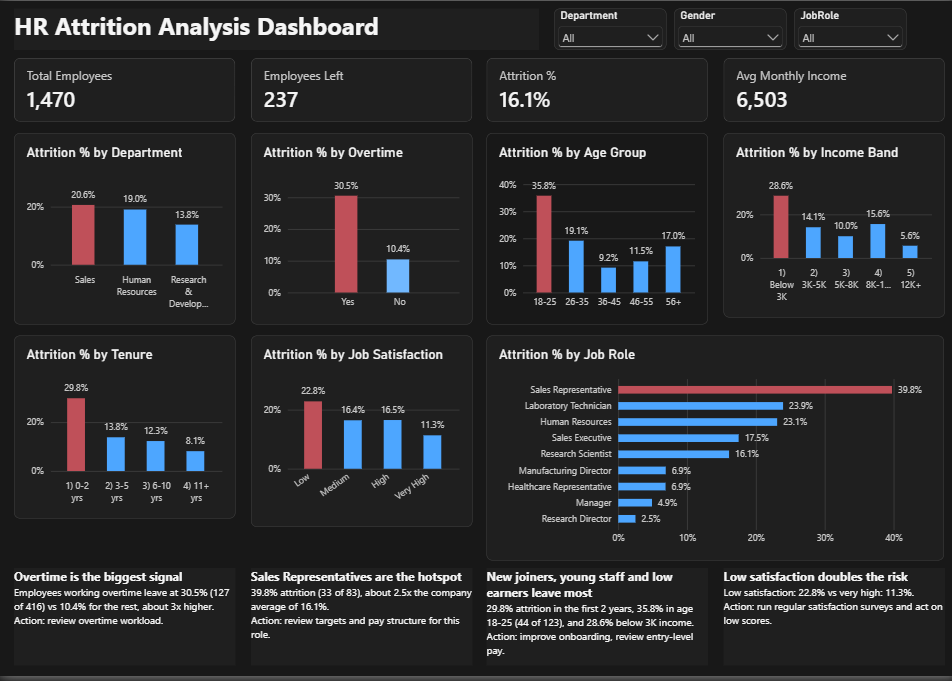 HR Attrition Analysis Dashboard
Department
All
Gender
All
JobRole
All
Total Employees
1,470
Employees Left
237
Attrition %
16.1%
Avg Monthly Income
6,503
Attrition % by Department
20%
0%
20.6%
19.0%
13.8%
Sales
Human
Resources
Research
&
Develop...
Attrition % by Overtime
30%
20%
10%
0%
30.5%
10.4%
Yes
No
Attrition % by Age Group
40%
30%
20%
10%
0%
35.8%
19.1%
9.2%
11.5%
17.0%
18-25
26-35
36-45
46-55
56+
Attrition % by Income Band
20%
0%
28.6%
14.1%
10.0%
15.6%
5.6%
1)
Below
3K
2)
3K-5K
3)
5K-8K
4)
8K-1...
5)
12K+
Attrition % by Tenure
20%
0%
29.8%
13.8%
12.3%
8.1%
1) 0-2
yrs
2) 3-5
yrs
3) 6-10
yrs
4) 11+
yrs
Attrition % by Job Satisfaction
20%
0%
22.8%
16.4%
16.5%
11.3%
Low
Medium
High
Very High
Attrition % by Job Role
Sales Representative 39.8%
Laboratory Technician 23.9%
Human Resources 23.1%
Sales Executive 17.5%
Research Scientist 16.1%
Manufacturing Director 6.9%
Healthcare Representative 6.9%
Manager 4.9%
Research Director 2.5%
0% 10% 20% 30% 40%
Overtime is the biggest signal
Employees working overtime leave at 30.5% (127
of 416) vs 10.4% for the rest, about 3x higher.
Action: review overtime workload.
Sales Representatives are the hotspot
39.8% attrition (33 of 83), about 2.5x the company
average of 16.1%.
Action: review targets and pay structure for this
role.
New joiners, young staff and low
earners leave most
29.8% attrition in the first 2 years, 35.8% in age
18-25 (44 of 123), and 28.6% below 3K income.
Action: improve onboarding, review entry-level
pay.
Low satisfaction doubles the risk
Low satisfaction: 22.8% vs very high: 11.3%.
Action: run regular satisfaction surveys and act on
low scores.